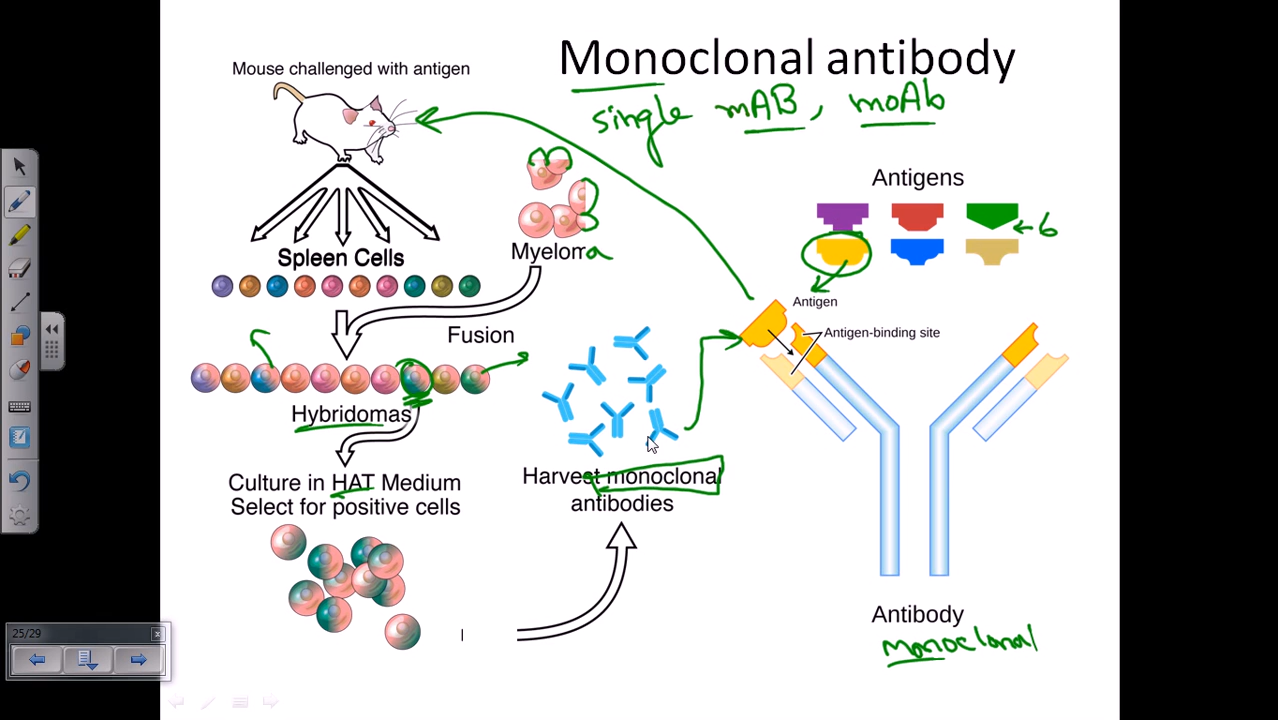 Monoclonal antibody
single mAB, moAb
Mouse challenged with antigen
Spleen Cells
Myeloma
Fusion
Hybridomas
Culture in HAT Medium
Select for positive cells
Harvest monoclonal
antibodies
Antigens
6
Antigen
Antigen-binding site
Antibody
monoclonal
25/29